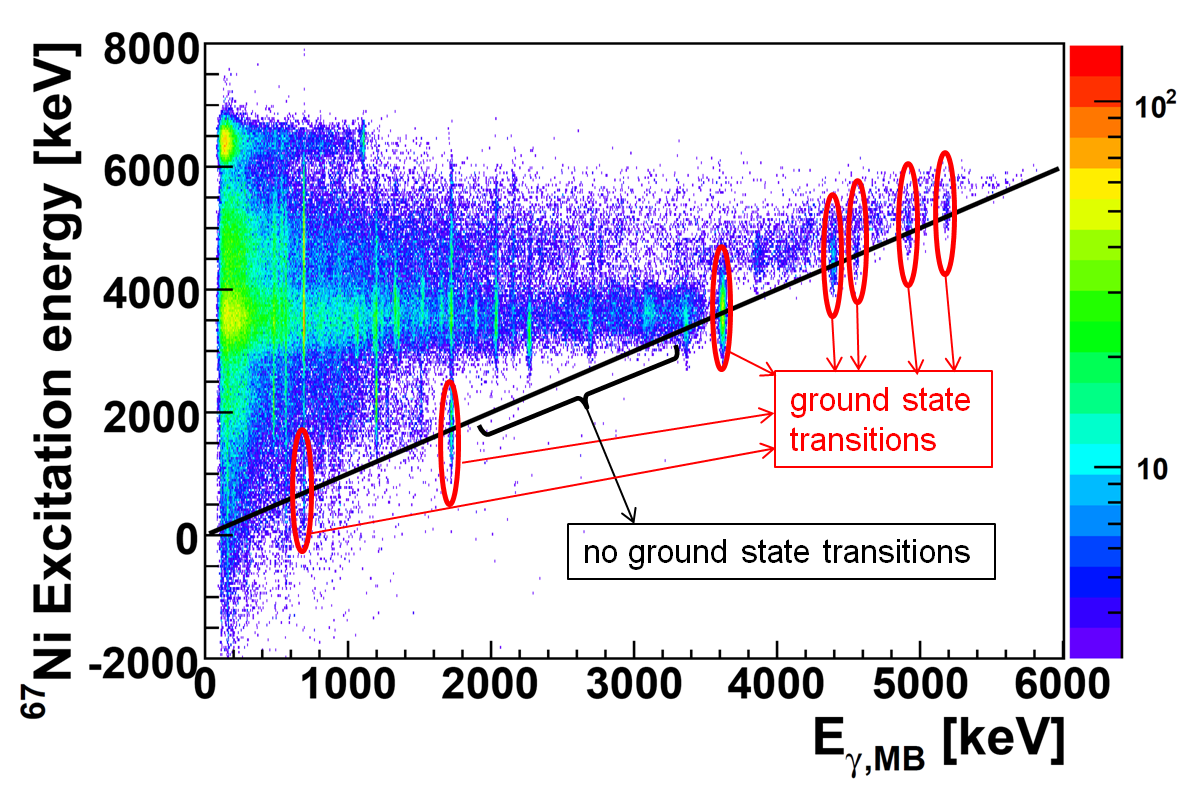 67Ni Excitation energy [keV]
8000
6000
4000
2000
0
-2000
0 1000 2000 3000 4000 5000 6000
Eγ,MB [keV]
10²
10
ground state
transitions
no ground state transitions